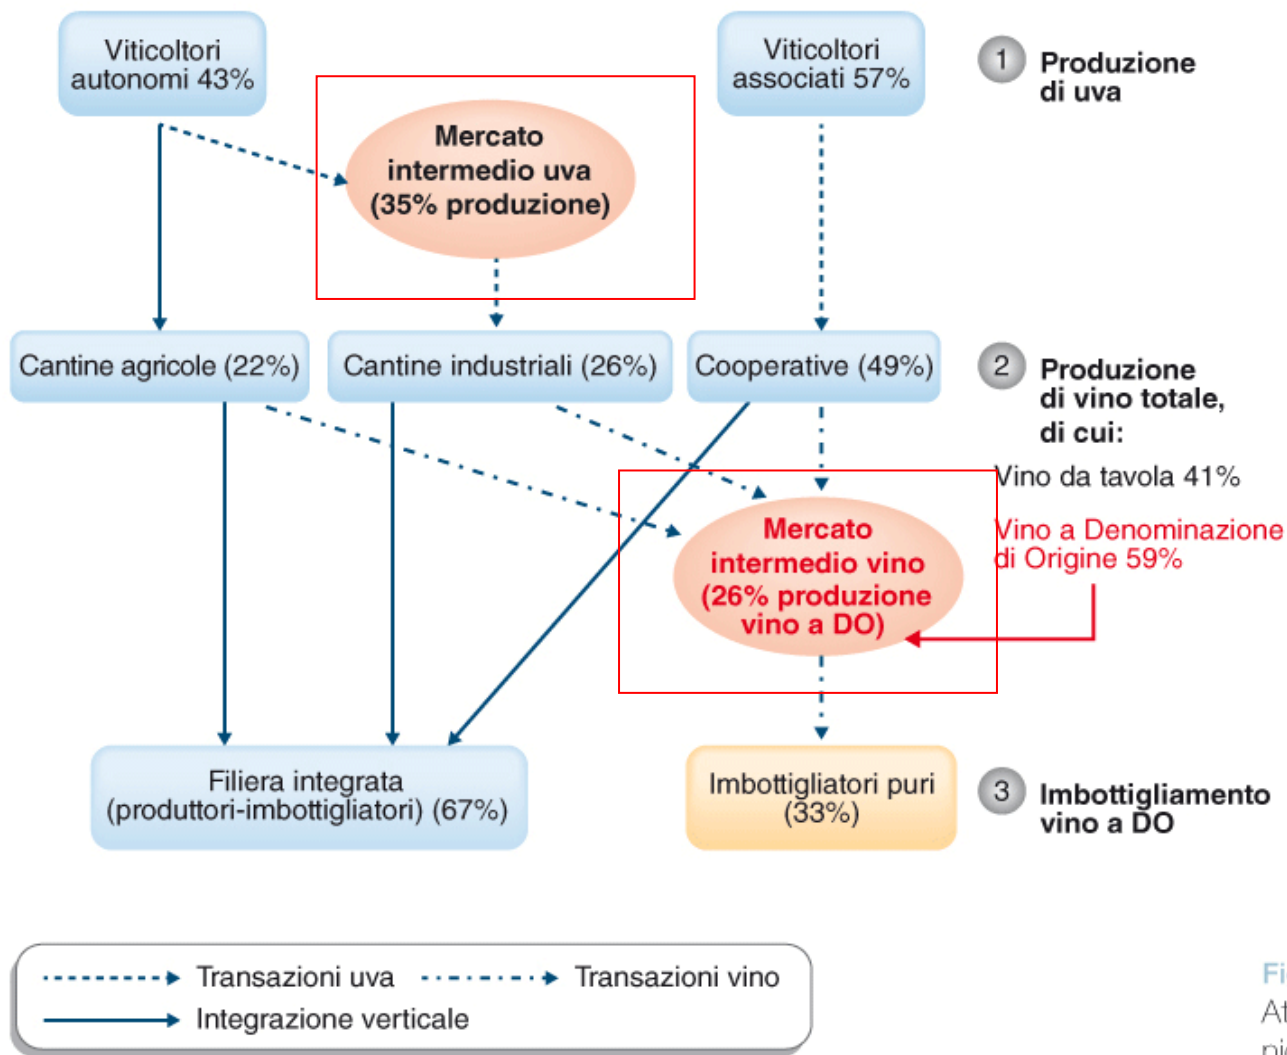 Viticoltori
autonomi 43%
Viticoltori
associati 57%
1
Produzione
di uva
Mercato
intermedio uva
(35% produzione)
Cantine agricole (22%)
Cantine industriali (26%)
Cooperative (49%)
2
Produzione
di vino totale,
di cui:
Vino da tavola 41%
Vino a Denominazione
di Origine 59%
Mercato
intermedio vino
(26% produzione
vino a DO)
Filiera integrata
(produttori-imbottigliatori) (67%)
Imbottigliatori puri
(33%)
3
Imbottigliamento
vino a DO
Transazioni uva
Transazioni vino
Integrazione verticale